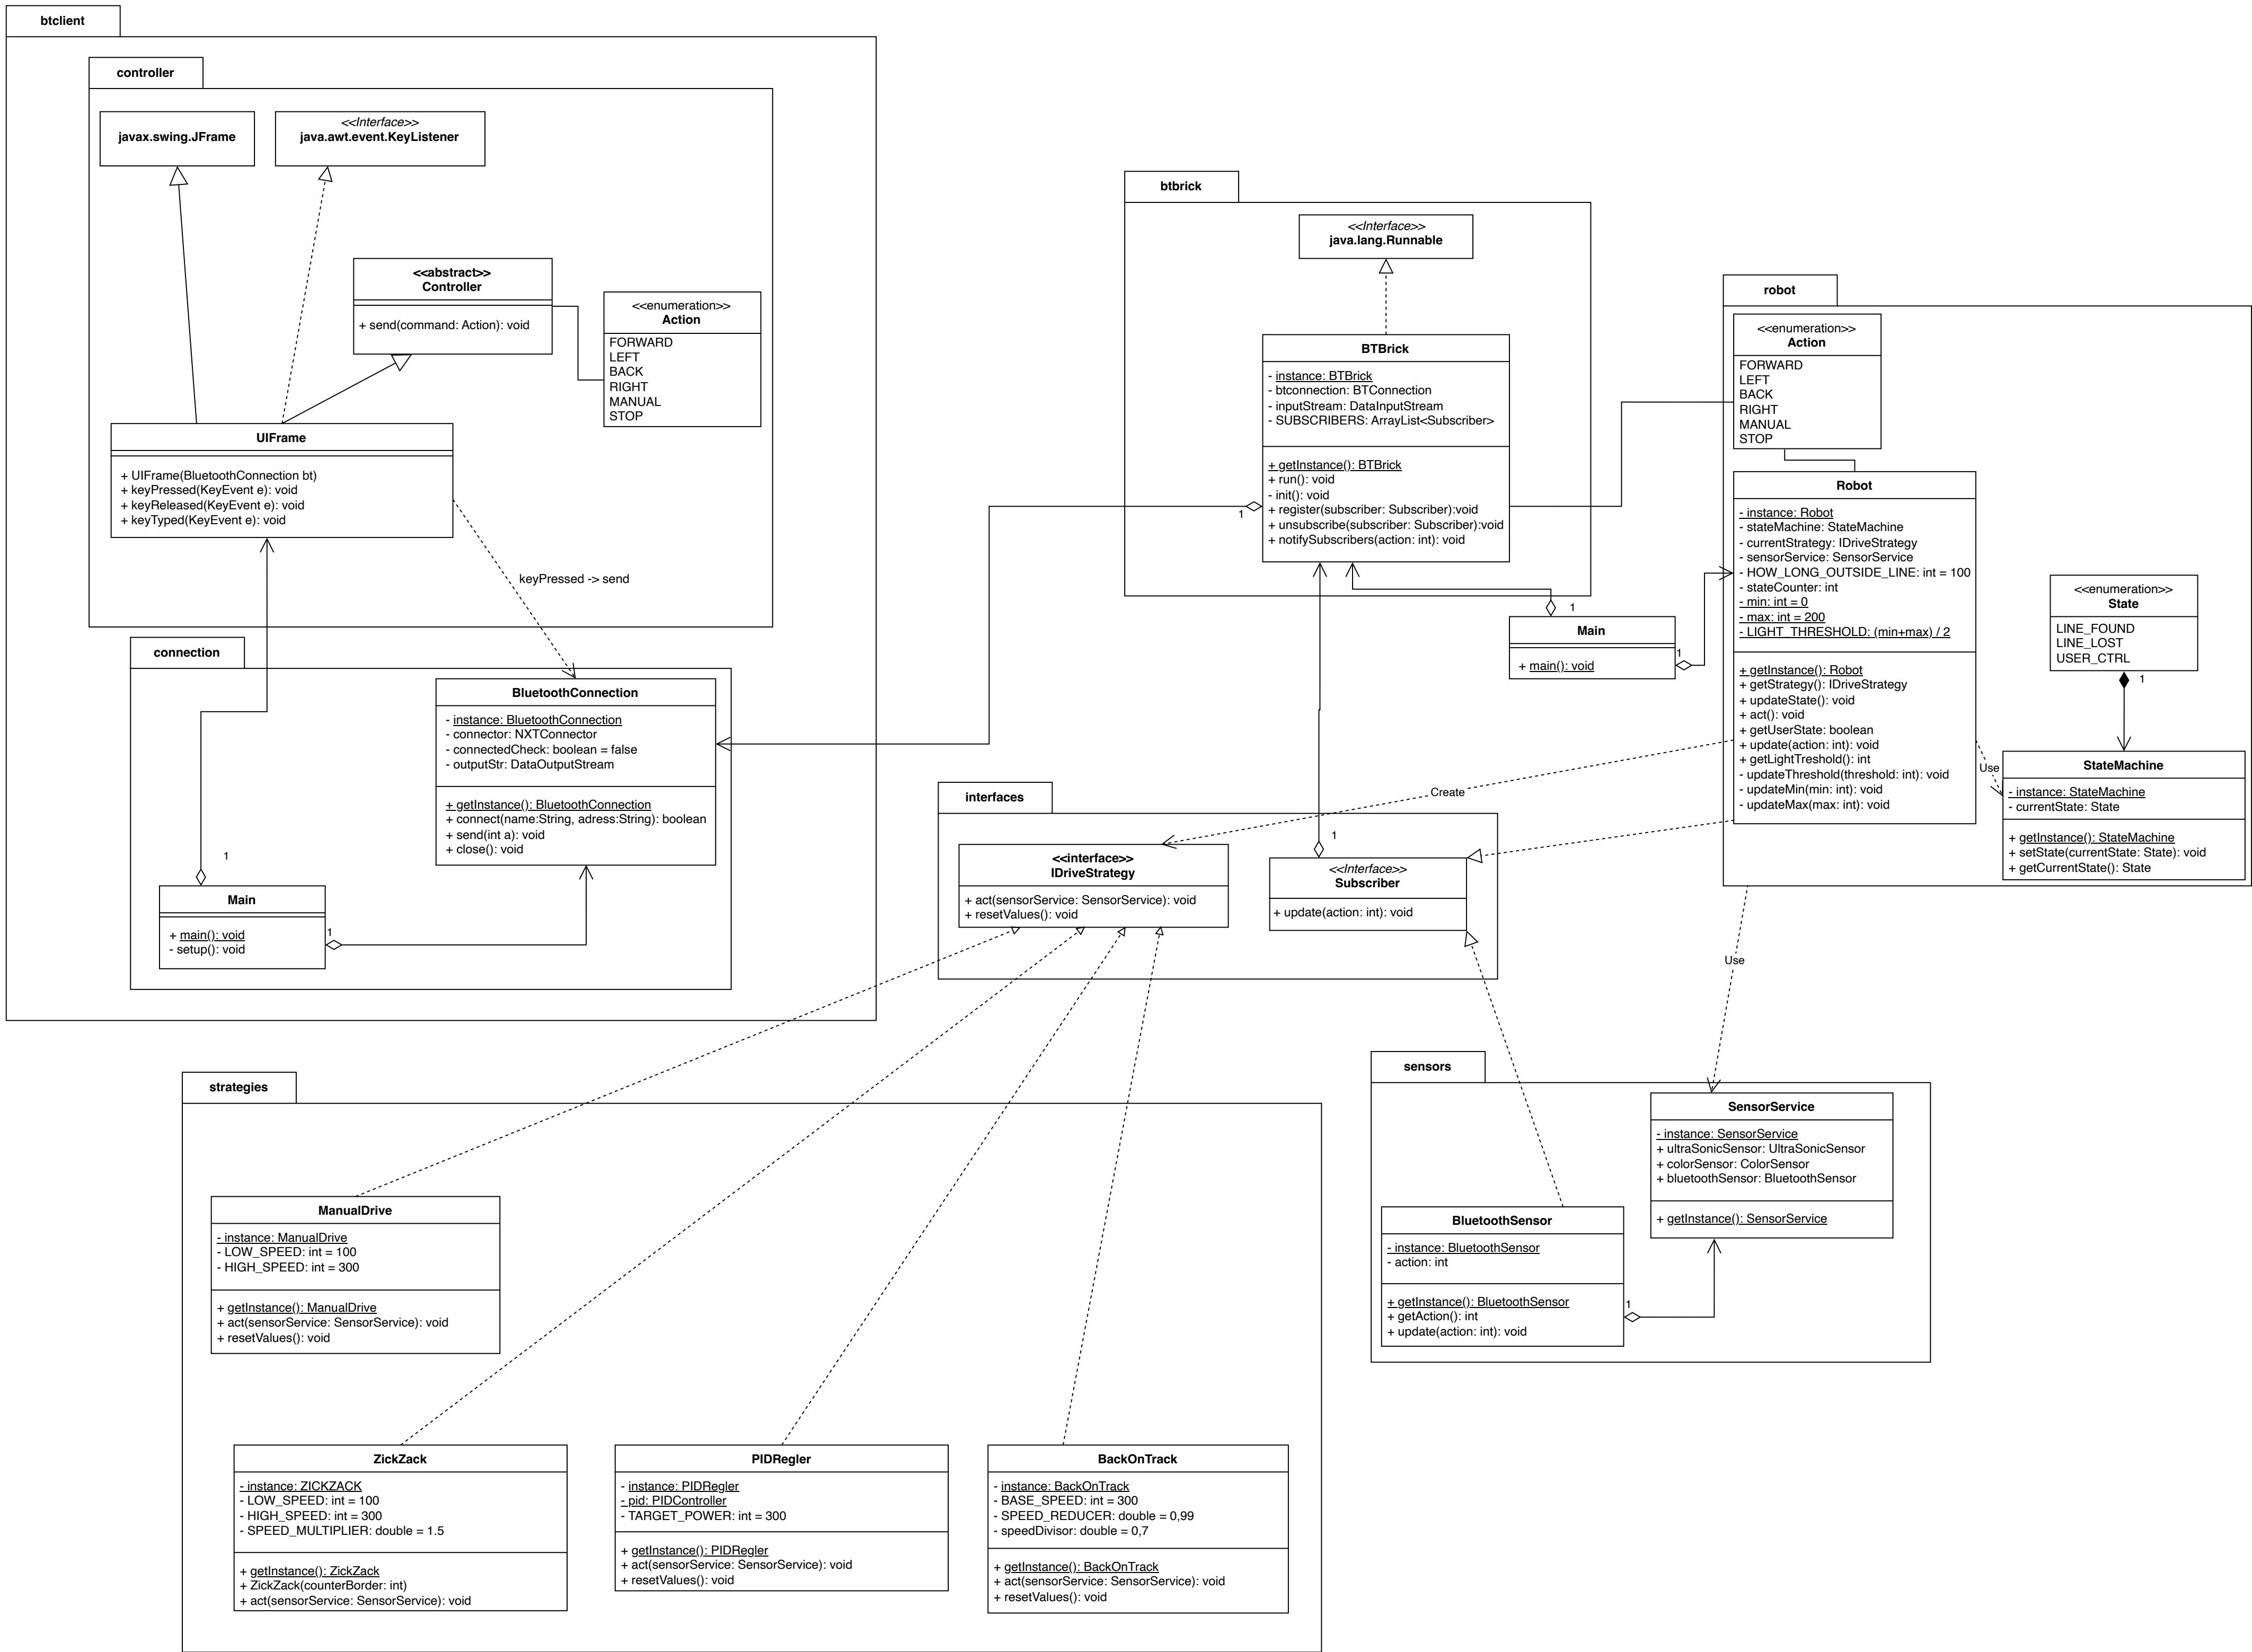 btclient
controller
javax.swing.JFrame
<<Interface>>
java.awt.event.KeyListener
<<abstract>>
Controller
+ send(command: Action): void
<<enumeration>>
Action
FORWARD
LEFT
BACK
RIGHT
MANUAL
STOP
UIFrame
+ UIFrame(BluetoothConnection bt)
+ keyPressed(KeyEvent e): void
+ keyReleased(KeyEvent e): void
+ keyTyped(KeyEvent e): void
keyPressed -> send
connection
BluetoothConnection
- instance: BluetoothConnection
- connector: NXTConnector
- connectedCheck: boolean = false
- outputStr: DataOutputStream
+ getInstance(): BluetoothConnection
+ connect(name:String, adress:String): boolean
+ send(int a): void
+ close(): void
1
Main
+ main(): void
- setup(): void
1
btbrick
<<Interface>>
java.lang.Runnable
BTBrick
- instance: BTBrick
- btconnection: BTConnection
- inputStream: DataInputStream
- SUBSCRIBERS: ArrayList<Subscriber>
+ getInstance(): BTBrick
+ run(): void
- init(): void
+ register(subscriber: Subscriber):void
+ unsubscribe(subscriber: Subscriber):void
+ notifySubscribers(action: int): void
1
1
Main
+ main(): void
1
robot
<<enumeration>>
Action
FORWARD
LEFT
BACK
RIGHT
MANUAL
STOP
Robot
- instance: Robot
- stateMachine: StateMachine
- currentStrategy: IDriveStrategy
- sensorService: SensorService
- HOW_LONG_OUTSIDE_LINE: int = 100
- stateCounter: int
- min: int = 0
- max: int = 200
- LIGHT_THRESHOLD: (min+max) / 2
+ getInstance(): Robot
+ getStrategy(): IDriveStrategy
+ updateState(): void
+ act(): void
+ getUserState: boolean
+ update(action: int): void
+ getLightTreshold(): int
- updateThreshold(threshold: int): void
- updateMin(min: int): void
- updateMax(max: int): void
<<enumeration>>
State
LINE_FOUND
LINE_LOST
USER_CTRL
1
Use
StateMachine
- instance: StateMachine
- currentState: State
+ getInstance(): StateMachine
+ setState(currentState: State): void
+ getCurrentState(): State
interfaces
Create
<<interface>>
IDriveStrategy
+ act(sensorService: SensorService): void
+ resetValues(): void
1
<<Interface>>
Subscriber
+ update(action: int): void
Use
sensors
SensorService
- instance: SensorService
+ ultraSonicSensor: UltraSonicSensor
+ colorSensor: ColorSensor
+ bluetoothSensor: BluetoothSensor
+ getInstance(): SensorService
BluetoothSensor
- instance: BluetoothSensor
- action: int
+ getInstance(): BluetoothSensor
+ getAction(): int
+ update(action: int): void
1
strategies
ManualDrive
- instance: ManualDrive
- LOW_SPEED: int = 100
- HIGH_SPEED: int = 300
+ getInstance(): ManualDrive
+ act(sensorService: SensorService): void
+ resetValues(): void
ZickZack
- instance: ZICKZACK
- LOW_SPEED: int = 100
- HIGH_SPEED: int = 300
- SPEED_MULTIPLIER: double = 1.5
+ getInstance(): ZickZack
+ ZickZack(counterBorder: int)
+ act(sensorService: SensorService): void
PIDRegler
- instance: PIDRegler
- pid: PIDController
- TARGET_POWER: int = 300
+ getInstance(): PIDRegler
+ act(sensorService: SensorService): void
+ resetValues(): void
BackOnTrack
- instance: BackOnTrack
- BASE_SPEED: int = 300
- SPEED_REDUCER: double = 0,99
- speedDivisor: double = 0,7
+ getInstance(): BackOnTrack
+ act(sensorService: SensorService): void
+ resetValues(): void